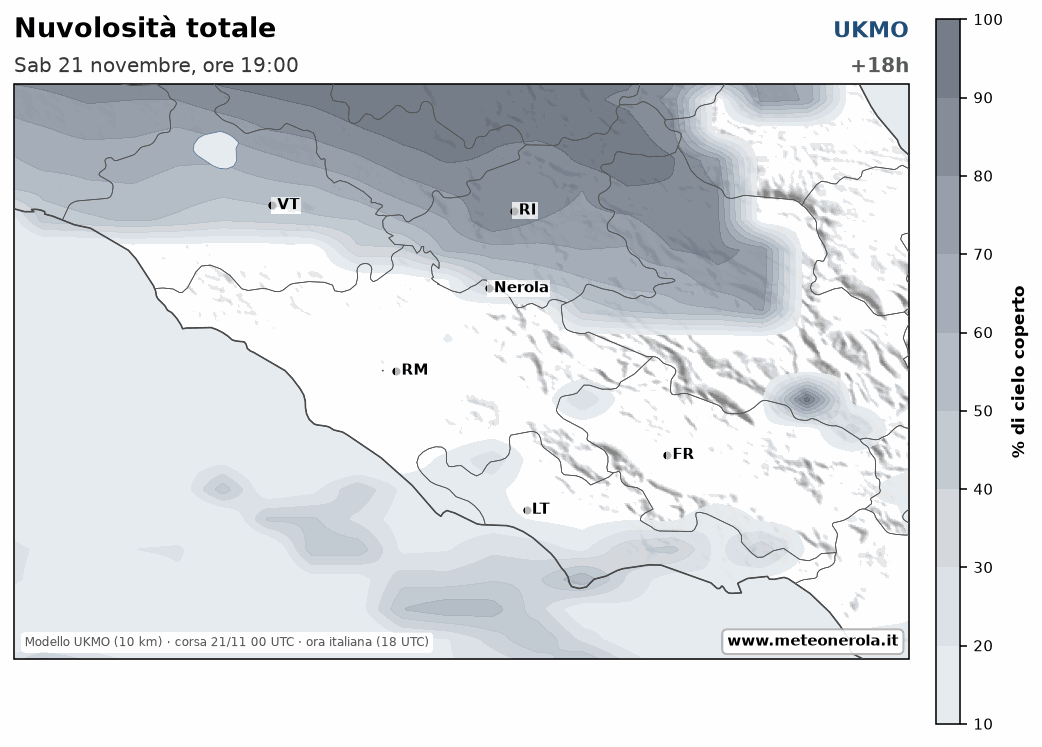 Nuvolosità totale
UKMO
Sab 21 novembre, ore 19:00
+18h
100
90
80
70
60
50
40
30
20
10
% di cielo coperto
VT
RI
Nerola
RM
FR
LT
Modello UKMO (10 km) · corsa 21/11 00 UTC · ora italiana (18 UTC)
www.meteonerola.it